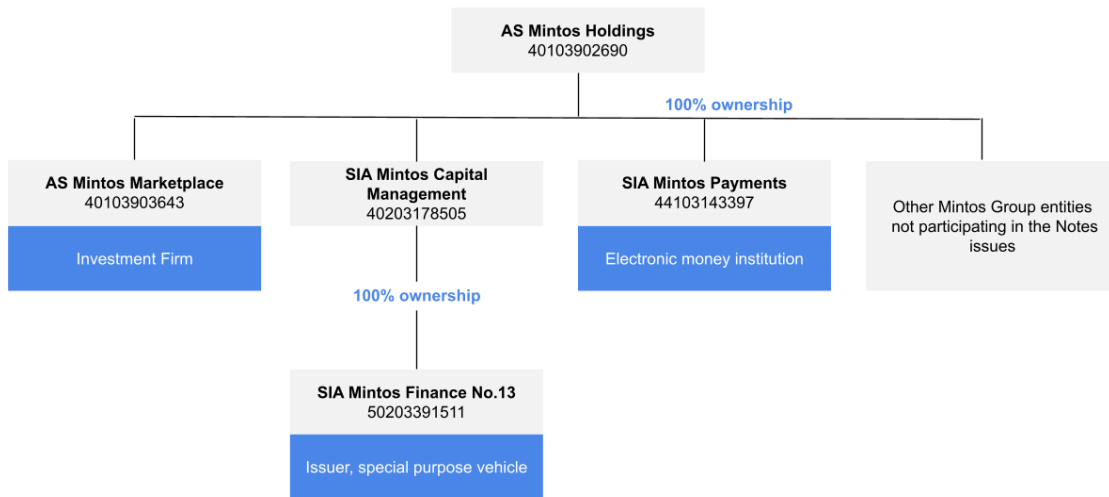 AS Mintos Holdings
40103902690
100% ownership
AS Mintos Marketplace
40103903643
Investment Firm
SIA Mintos Capital
Management
40203178505
SIA Mintos Payments
44103143397
Electronic money institution
Other Mintos Group entities
not participating in the Notes
issues
100% ownership
SIA Mintos Finance No.13
50203391511
Issuer, special purpose vehicle